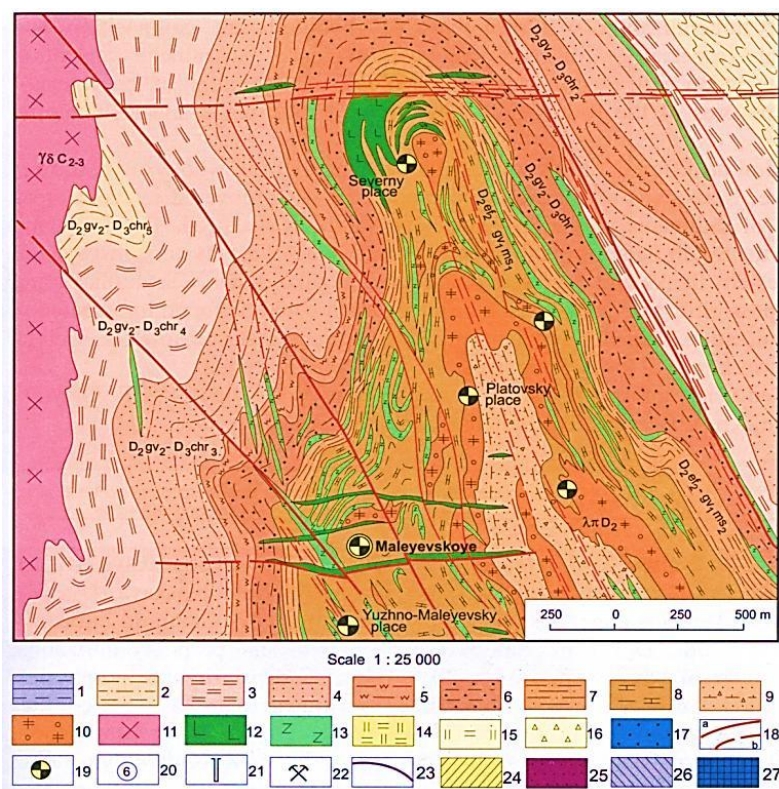 D₂gv₂- D₃chr₂
γδ C₂₋₃
Severny
place
D₂gv₂- D₃chr₁
D₂ef₂- gv₁ms₁
D₂gv₂- D₃chr₅
D₂gv₂- D₃chr₄
Platovsky
place
D₂gv₂- D₃chr₃
D₂ef₂- gv₁ms₂
λπ D₂
Maleyevskoye
Yuzhno-Maleyevsky
place
250 0 250 500 m
Scale 1 : 25 000
1 2 3 4 5 6 7 8 9
10 11 L L 12 z z 13 14 15 16 17 a b 18
19 6 20 21 22 23 24 25 26 27